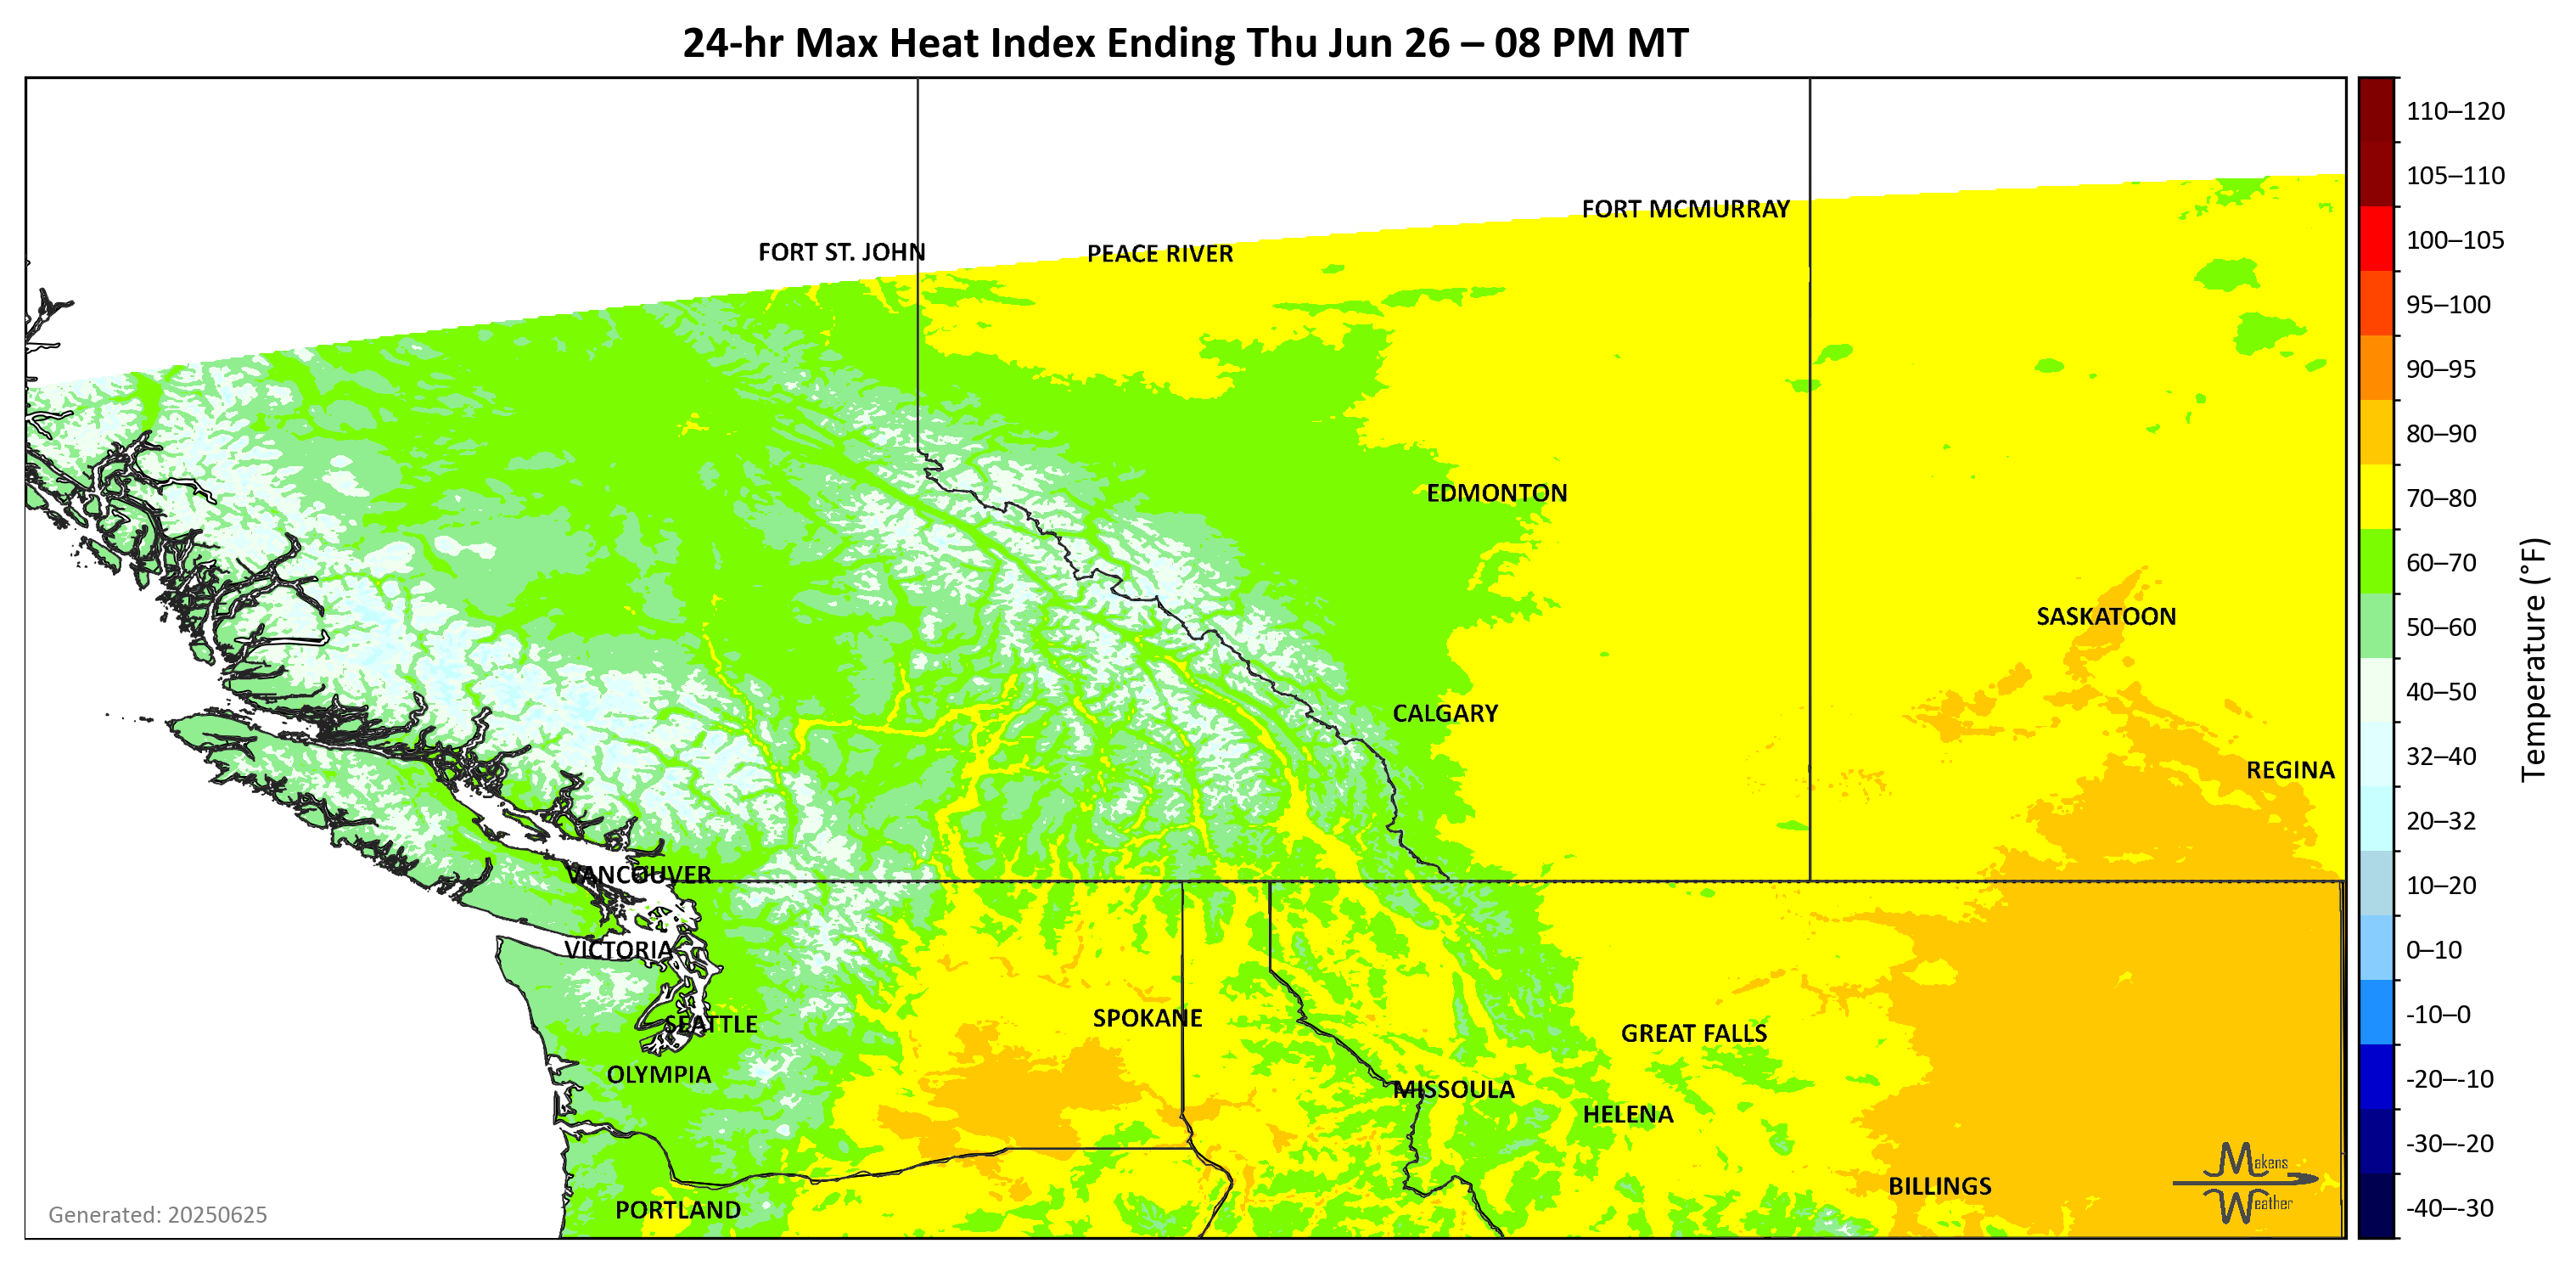 24-hr Max Heat Index Ending Thu Jun 26 – 08 PM MT
FORT MCMURRAY
FORT ST. JOHN
PEACE RIVER
EDMONTON
SASKATOON
CALGARY
REGINA
VANCOUVER
VICTORIA
SEATTLE
SPOKANE
GREAT FALLS
OLYMPIA
MISSOULA
HELENA
BILLINGS
PORTLAND
Makens
Weather
Generated: 20250625
110–120
105–110
100–105
95–100
90–95
80–90
70–80
60–70
50–60
40–50
32–40
20–32
10–20
0–10
-10–0
-20–-10
-30–-20
-40–-30
Temperature (°F)